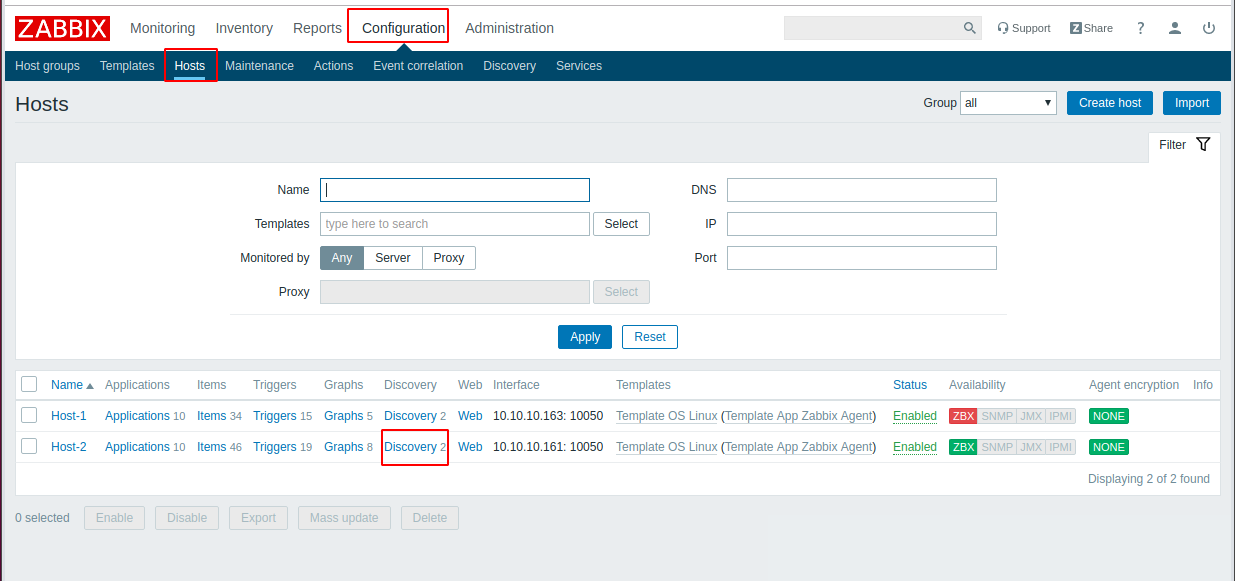 ZABBIX Monitoring Inventory Reports Configuration Administration Support Z Share ?
Host groups Templates Hosts Maintenance Actions Event correlation Discovery Services
Hosts Group all Create host Import
Filter
Name DNS
Templates type here to search Select IP
Monitored by Any Server Proxy Port
Proxy Select
Apply Reset
Name Applications Items Triggers Graphs Discovery Web Interface Templates Status Availability Agent encryption Info
Host-1 Applications 10 Items 34 Triggers 15 Graphs 5 Discovery 2 Web 10.10.10.163: 10050 Template OS Linux (Template App Zabbix Agent) Enabled ZBX SNMP JMX IPMI NONE
Host-2 Applications 10 Items 46 Triggers 19 Graphs 8 Discovery 2 Web 10.10.10.161: 10050 Template OS Linux (Template App Zabbix Agent) Enabled ZBX SNMP JMX IPMI NONE
Displaying 2 of 2 found
0 selected Enable Disable Export Mass update Delete